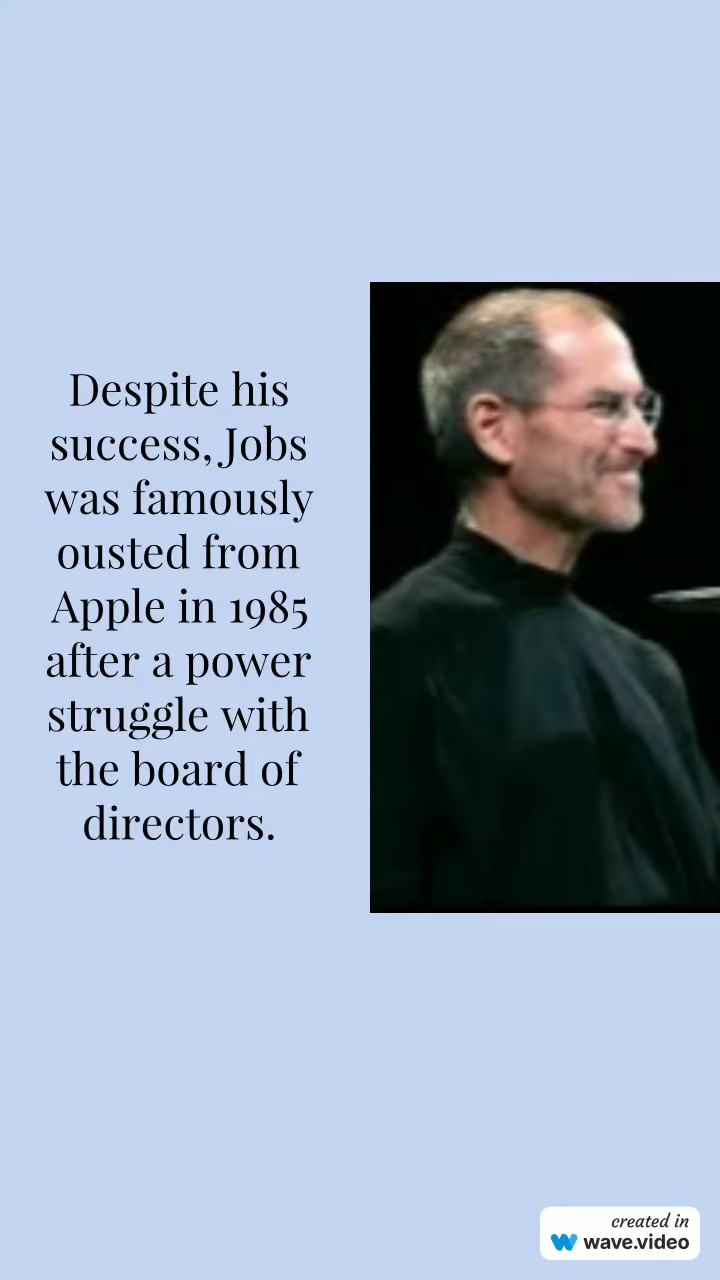 Despite his
success, Jobs
was famously
ousted from
Apple in 1985
after a power
struggle with
the board of
directors.
created in
wave.video